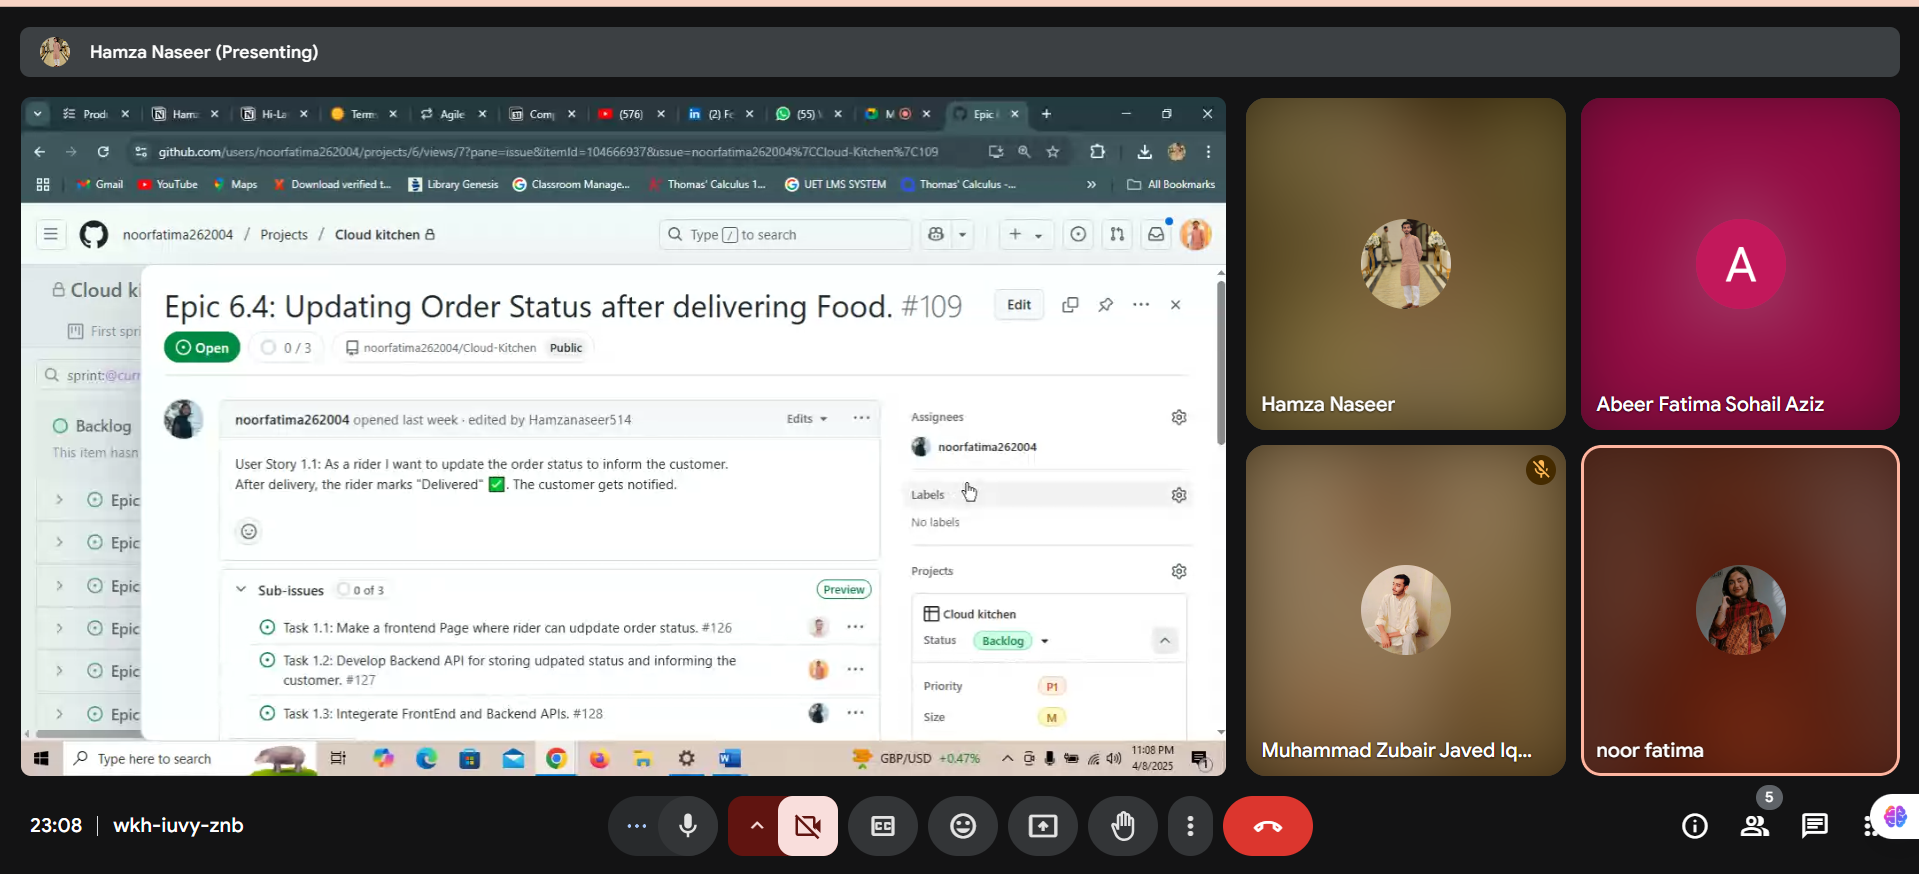 Hamza Naseer (Presenting)
Prod
Ham
Hi-La
Term
Agile
Com
(576)
(2) Fe
(55)
M
Epic
github.com/users/noorfatima262004/projects/6/views/7?pane=issue&itemId=104666937&issue=noorfatima262004%7CCloud-Kitchen%7C109
Gmail
YouTube
Maps
Download verified t...
Library Genesis
Classroom Manage...
Thomas' Calculus 1...
UET LMS SYSTEM
Thomas' Calculus -...
All Bookmarks
noorfatima262004 / Projects / Cloud kitchen
Type / to search
Cloud ki
First spri
sprint:@curr
Backlog
This item hasn
Epic
Epic
Epic
Epic
Epic
Epic
Epic 6.4: Updating Order Status after delivering Food. #109
Edit
Open
0 / 3
noorfatima262004/Cloud-Kitchen Public
noorfatima262004 opened last week · edited by Hamzanaseer514
Edits
User Story 1.1: As a rider I want to update the order status to inform the customer.
After delivery, the rider marks "Delivered" ✅. The customer gets notified.
Sub-issues 0 of 3
Preview
Task 1.1: Make a frontend Page where rider can udpdate order status. #126
Task 1.2: Develop Backend API for storing udpated status and informing the
customer. #127
Task 1.3: Integerate FrontEnd and Backend APIs. #128
Assignees
noorfatima262004
Labels
No labels
Projects
Cloud kitchen
Status Backlog
Priority P1
Size M
Type here to search
GBP/USD +0.47%
11:08 PM
4/8/2025
1
Hamza Naseer
A
Abeer Fatima Sohail Aziz
Muhammad Zubair Javed Iq...
noor fatima
23:08 | wkh-iuvy-znb
CC
5